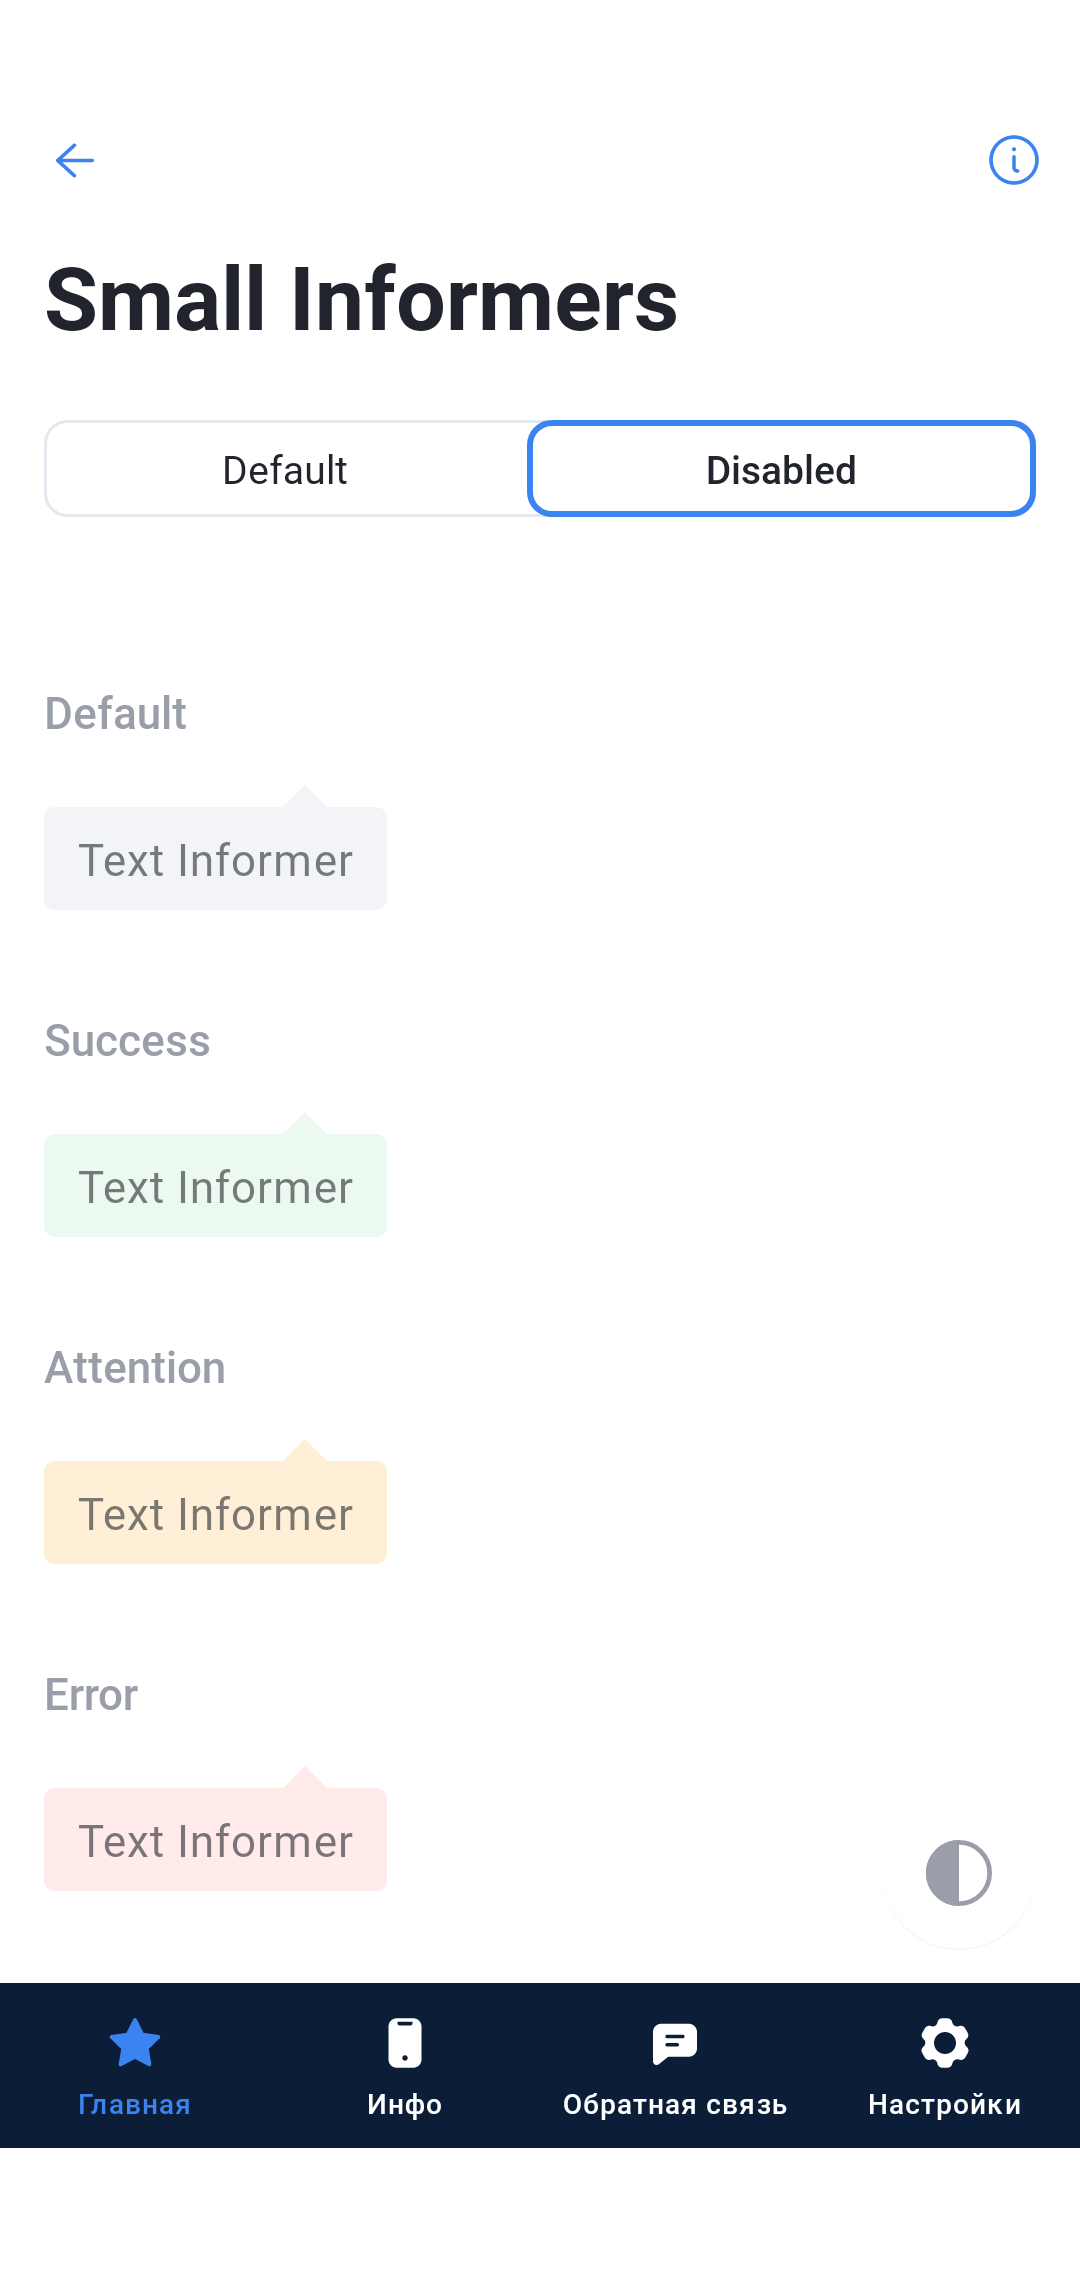 Small Informers
Default
Disabled
Default
Text Informer
Success
Text Informer
Attention
Text Informer
Error
Text Informer
Главная
Инфо
Обратная связь
Настройки